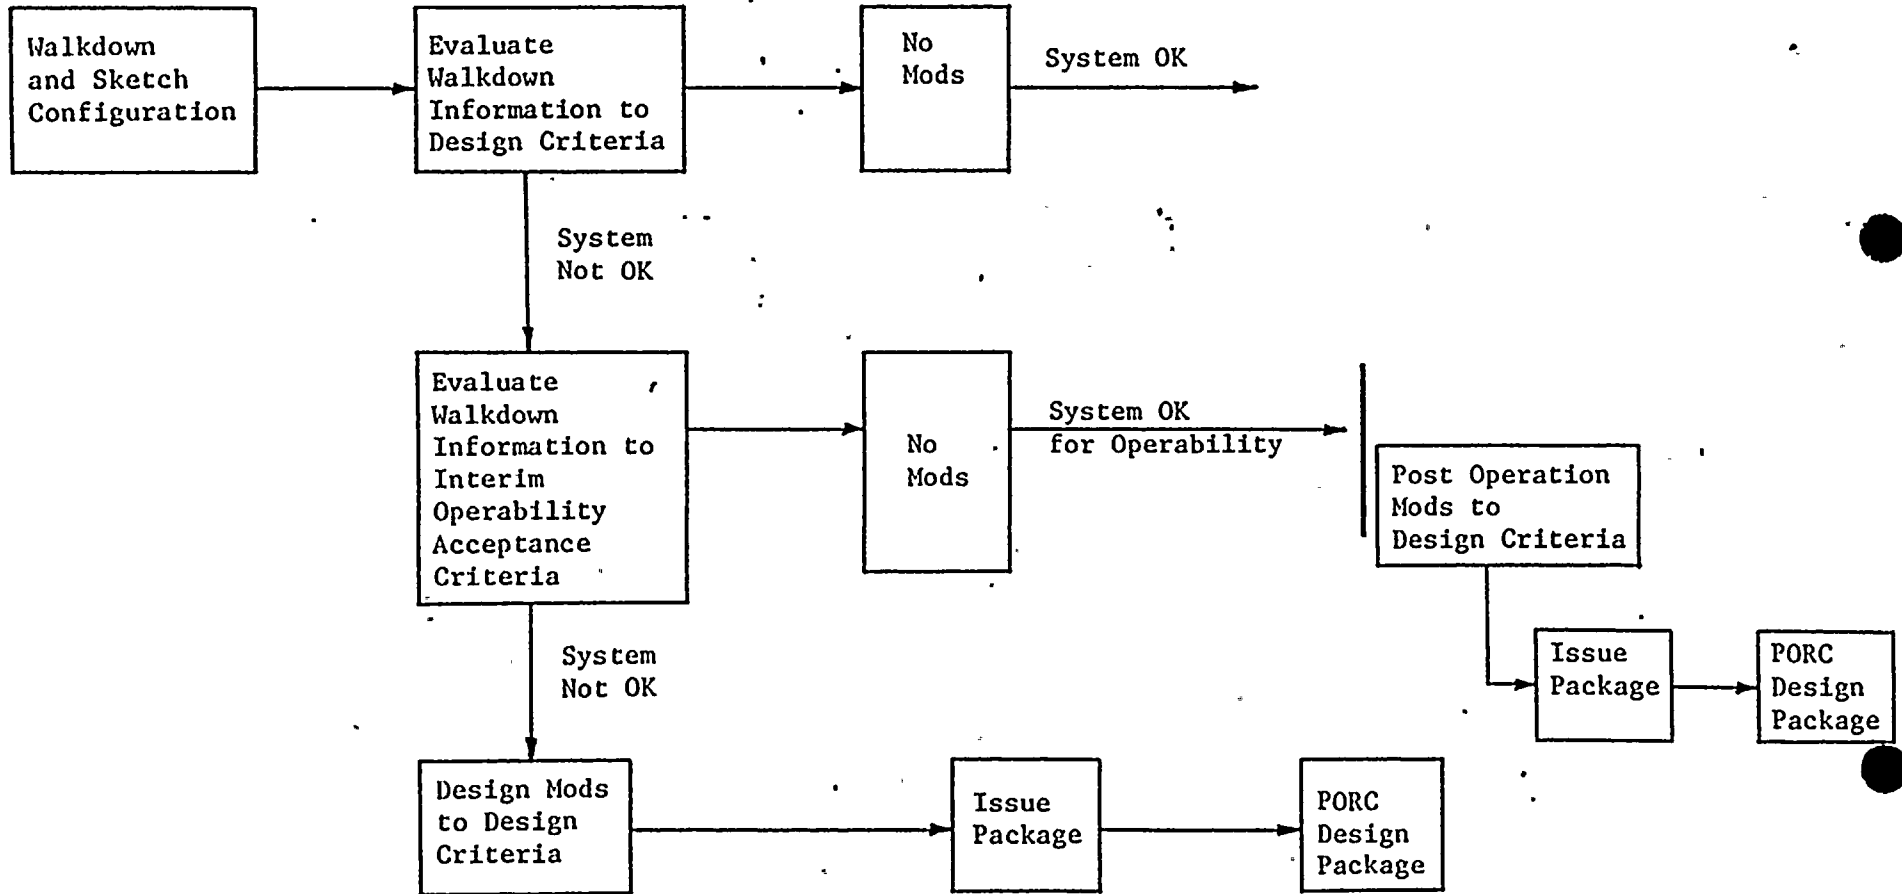 Walkdown
and Sketch
Configuration
Evaluate
Walkdown
Information to
Design Criteria
No
Mods
System OK
System
Not OK
Evaluate
Walkdown
Information to
Interim
Operability
Acceptance
Criteria
No
Mods
System OK
for Operability
Post Operation
Mods to
Design Criteria
Issue
Package
PORC
Design
Package
System
Not OK
Design Mods
to Design
Criteria
Issue
Package
PORC
Design
Package